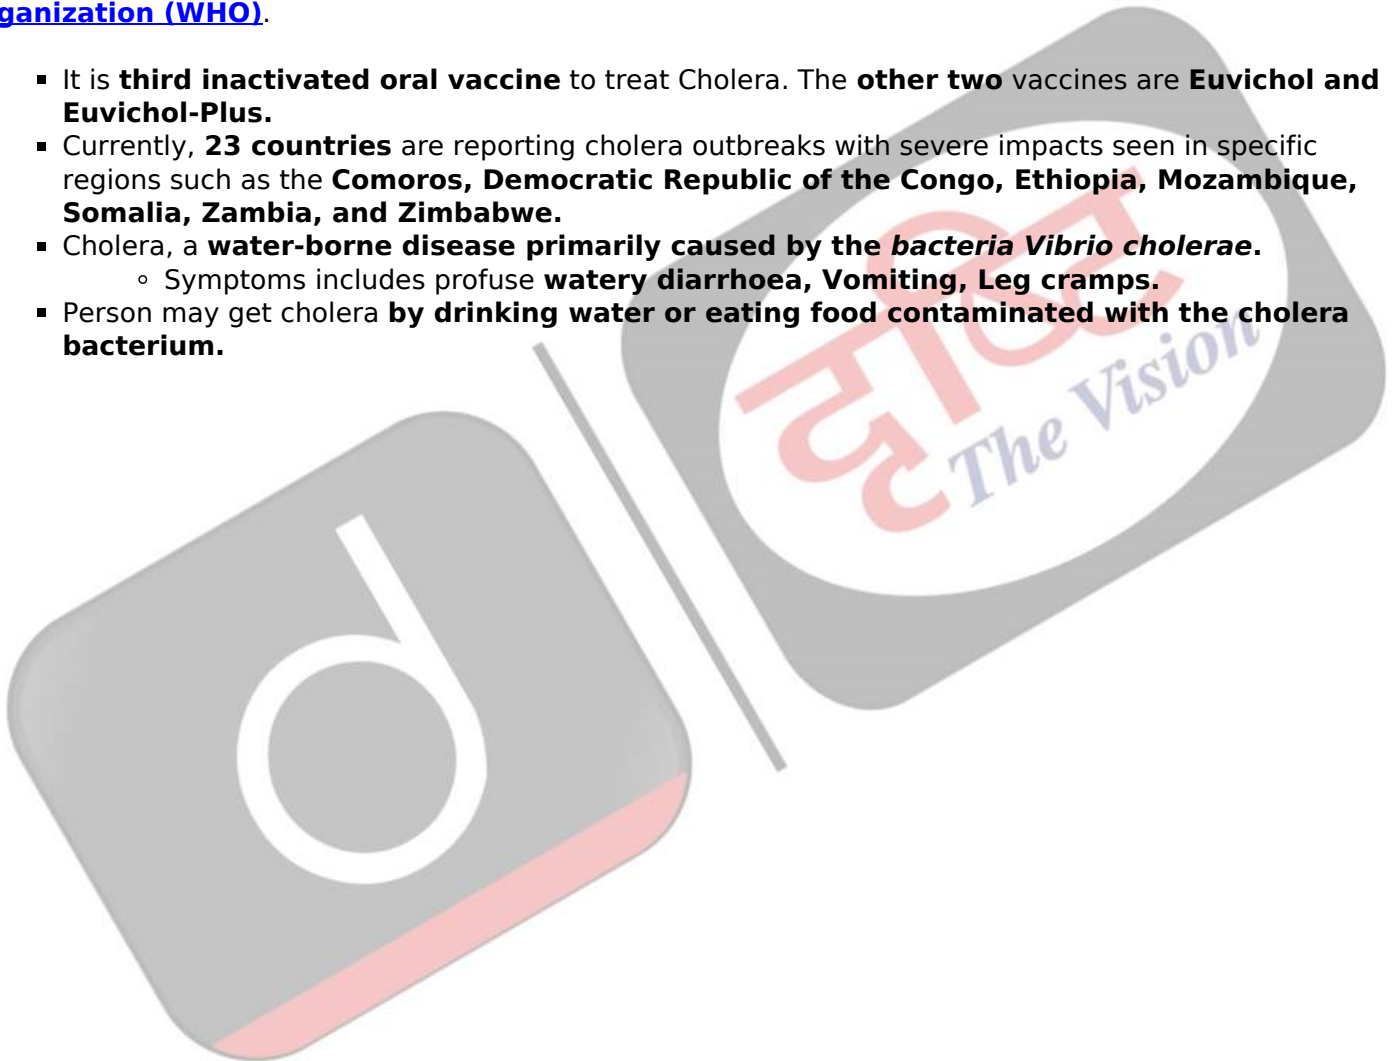 ganization (WHO).
▪ It is third inactivated oral vaccine to treat Cholera. The other two vaccines are Euvichol and
Euvichol-Plus.
▪ Currently, 23 countries are reporting cholera outbreaks with severe impacts seen in specific
regions such as the Comoros, Democratic Republic of the Congo, Ethiopia, Mozambique,
Somalia, Zambia, and Zimbabwe.
▪ Cholera, a water-borne disease primarily caused by the bacteria Vibrio cholerae.
◦ Symptoms includes profuse watery diarrhoea, Vomiting, Leg cramps.
▪ Person may get cholera by drinking water or eating food contaminated with the cholera
bacterium.
दृष्टि
The Vision
d